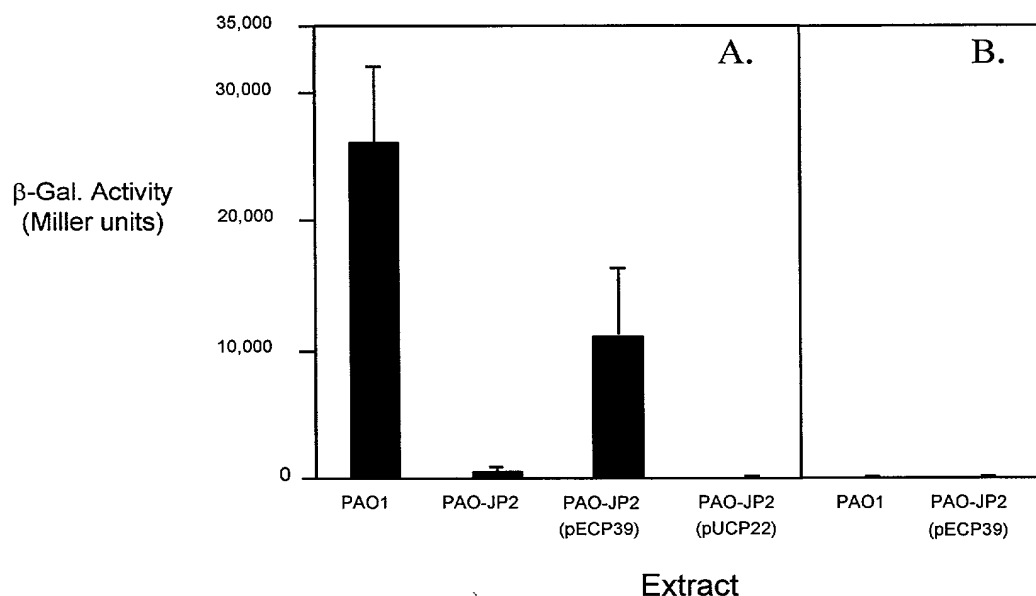 35,000
A.
B.
30,000
β-Gal. Activity
(Miller units)
20,000
10,000
0
PAO1
PAO-JP2
PAO-JP2
(pECP39)
PAO-JP2
(pUCP22)
PAO1
PAO-JP2
(pECP39)
Extract